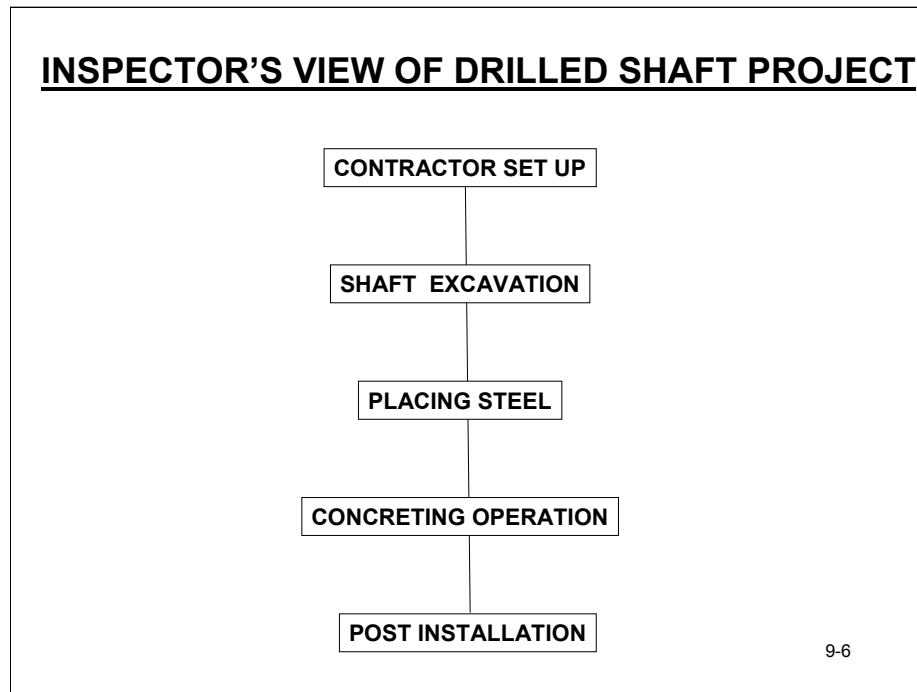 INSPECTOR'S VIEW OF DRILLED SHAFT PROJECT
CONTRACTOR SET UP
SHAFT EXCAVATION
PLACING STEEL
CONCRETING OPERATION
POST INSTALLATION
9-6